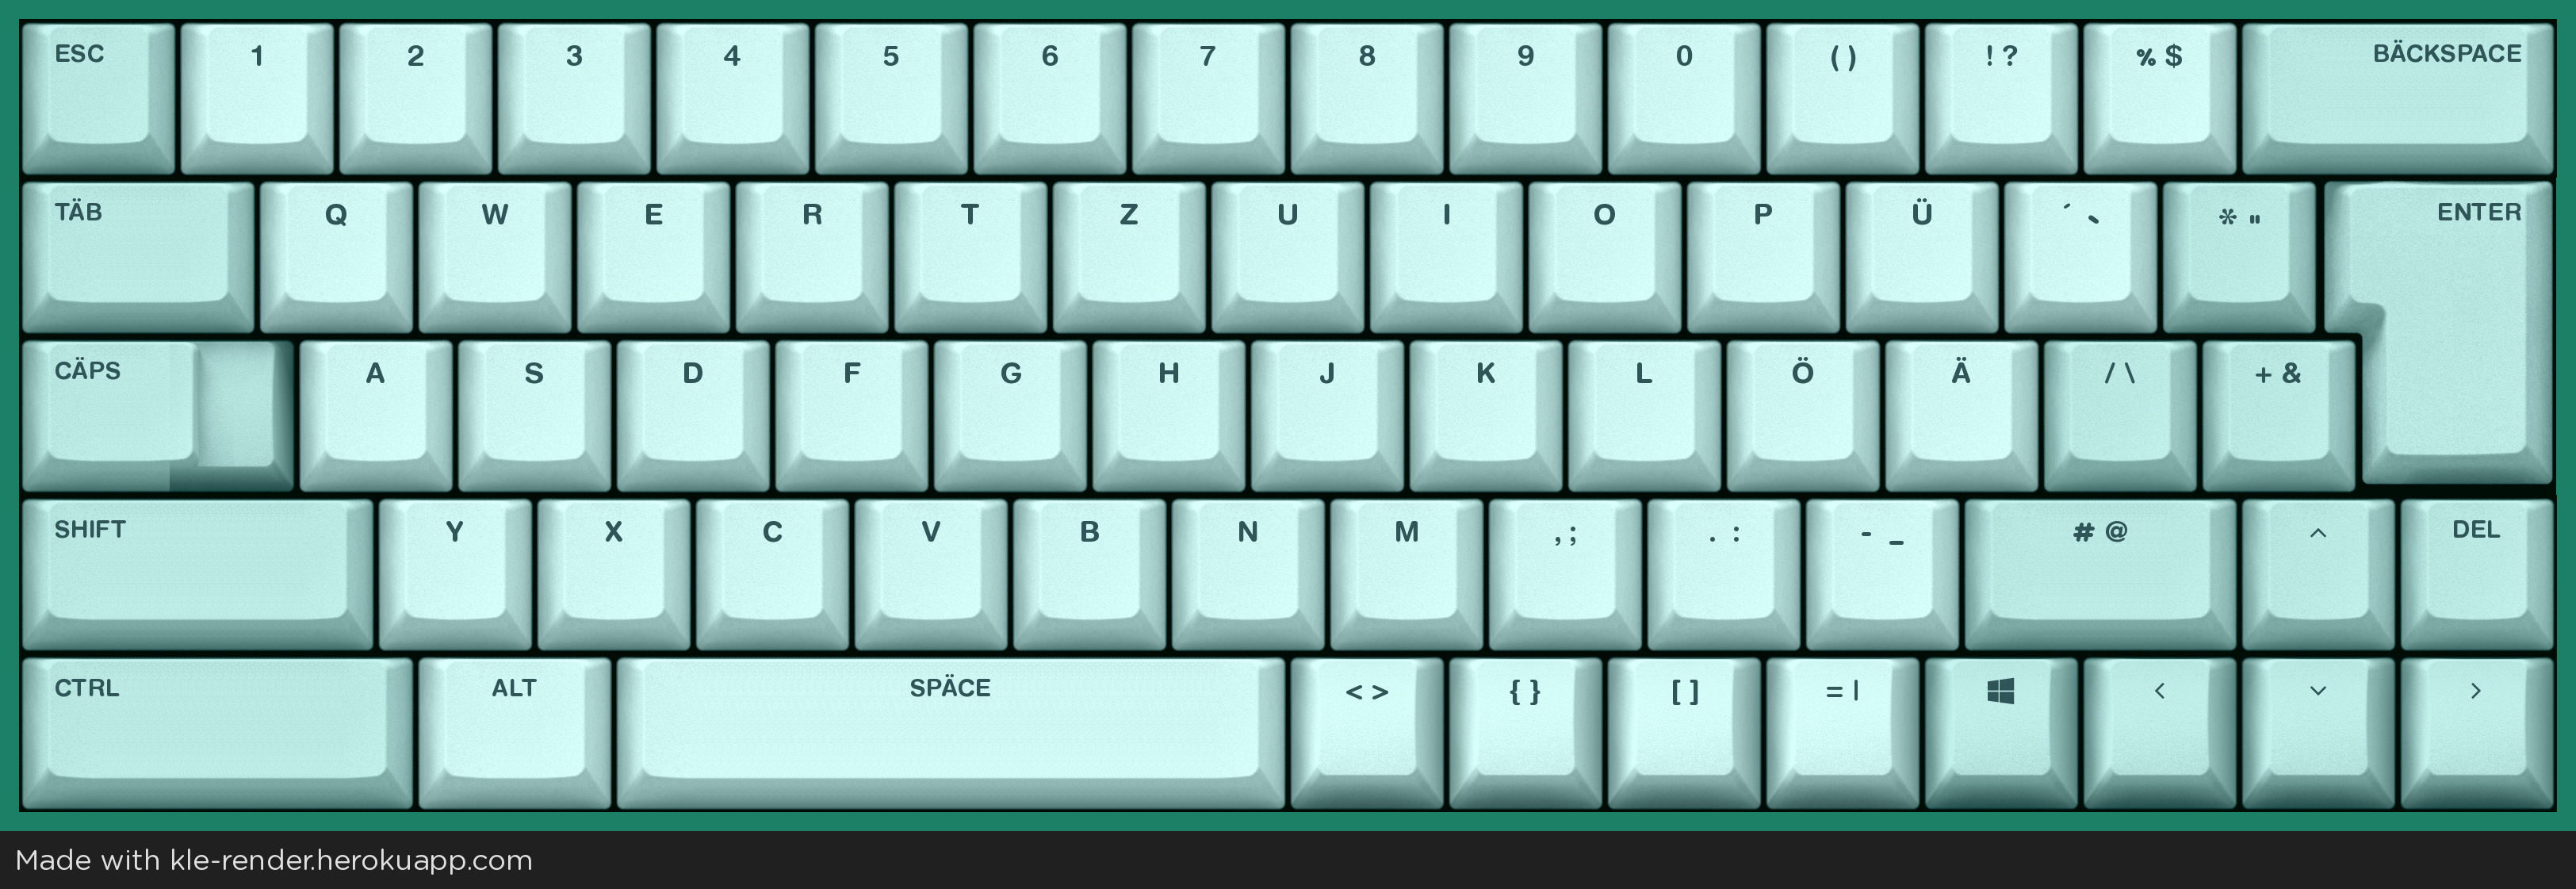 ESC 1 2 3 4 5 6 7 8 9 0 ( ) ! ? % $ BÄCKSPACE
TÄB Q W E R T Z U I O P Ü ´ ` * " ENTER
CÄPS A S D F G H J K L Ö Ä / \ + &
SHIFT Y X C V B N M , ; . : - _ # @ ^ DEL
CTRL ALT SPÄCE < > { } [ ] = | < ⌵ >
Made with kle-render.herokuapp.com